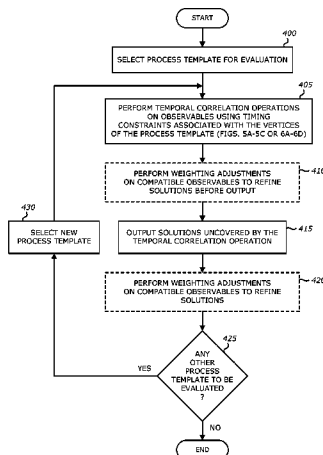 START
400
SELECT PROCESS TEMPLATE FOR EVALUATION
405
PERFORM TEMPORAL CORRELATION OPERATIONS
ON OBSERVABLES USING TIMING
CONSTRAINTS ASSOCIATED WITH THE VERTICES
OF THE PROCESS TEMPLATE (FIGS. 5A-5C OR 6A-6D)
410
PERFORM WEIGHTING ADJUSTMENTS
ON COMPATIBLE OBSERVABLES TO REFINE
SOLUTIONS BEFORE OUTPUT
430
SELECT NEW
PROCESS TEMPLATE
415
OUTPUT SOLUTIONS UNCOVERED BY THE
TEMPORAL CORRELATION OPERATION
420
PERFORM WEIGHTING ADJUSTMENTS
ON COMPATIBLE OBSERVABLES TO REFINE
SOLUTIONS
425
ANY
OTHER
PROCESS
TEMPLATE TO BE
EVALUATED
?
YES
NO
END